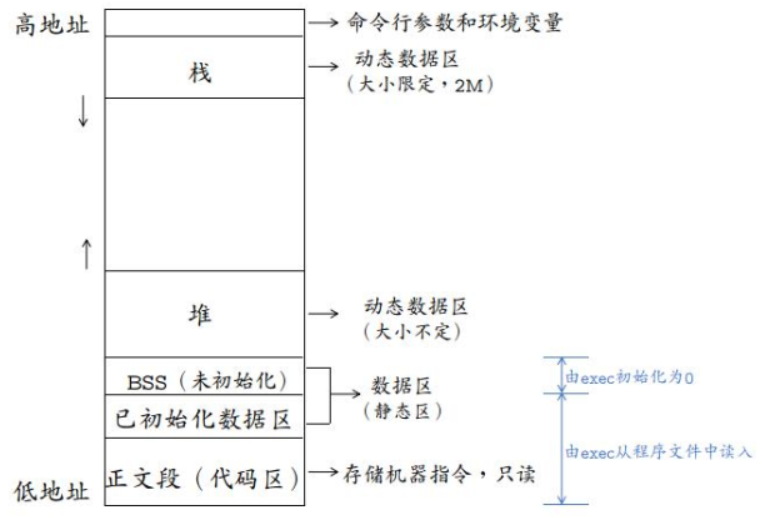 高地址
命令行参数和环境变量
栈
动态数据区
(大小限定，2M)
堆
动态数据区
(大小不定)
BSS (未初始化)
数据区
(静态区)
由exec初始化为0
已初始化数据区
由exec从程序文件中读入
正文段 (代码区)
存储机器指令，只读
低地址